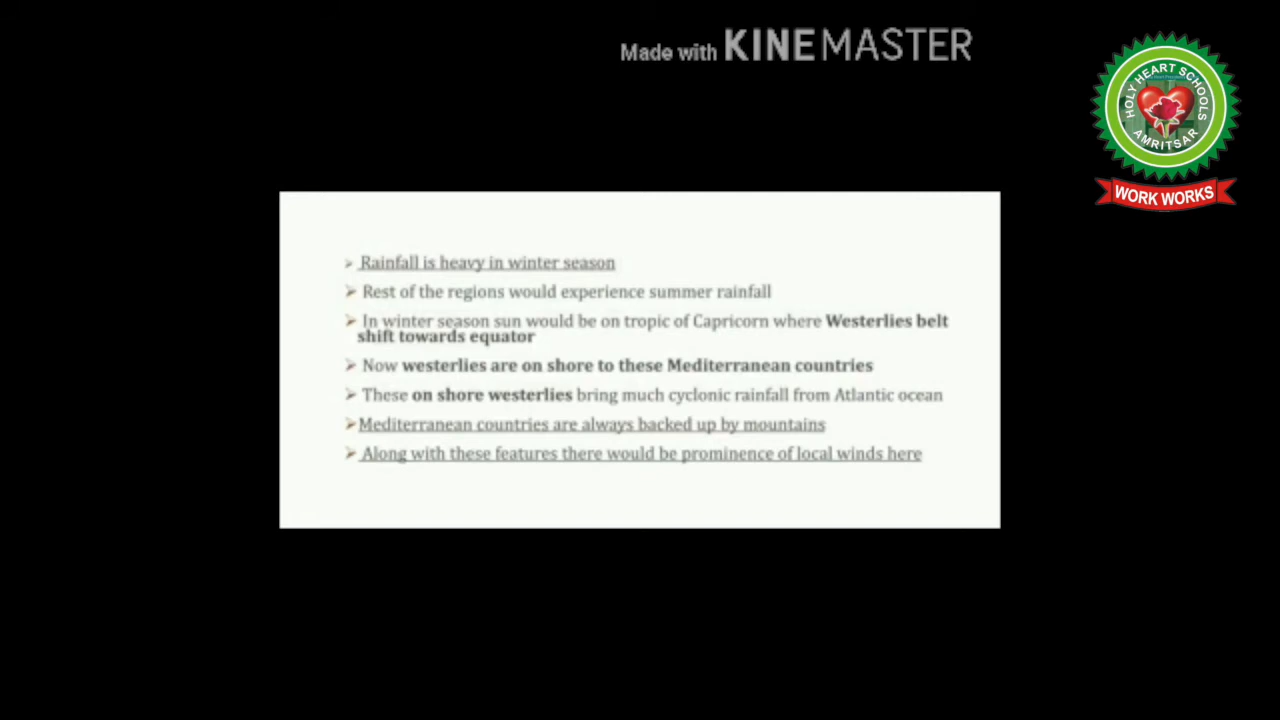 Made with KINEMASTER
HOLY HEART SCHOOLS
AMRITSAR
WORK WORKS
Rainfall is heavy in winter season
Rest of the regions would experience summer rainfall
In winter season sun would be on tropic of Capricorn where Westerlies belt
shift towards equator
Now westerlies are on shore to these Mediterranean countries
These on shore westerlies bring much cyclonic rainfall from Atlantic ocean
Mediterranean countries are always backed up by mountains
Along with these features there would be prominence of local winds here